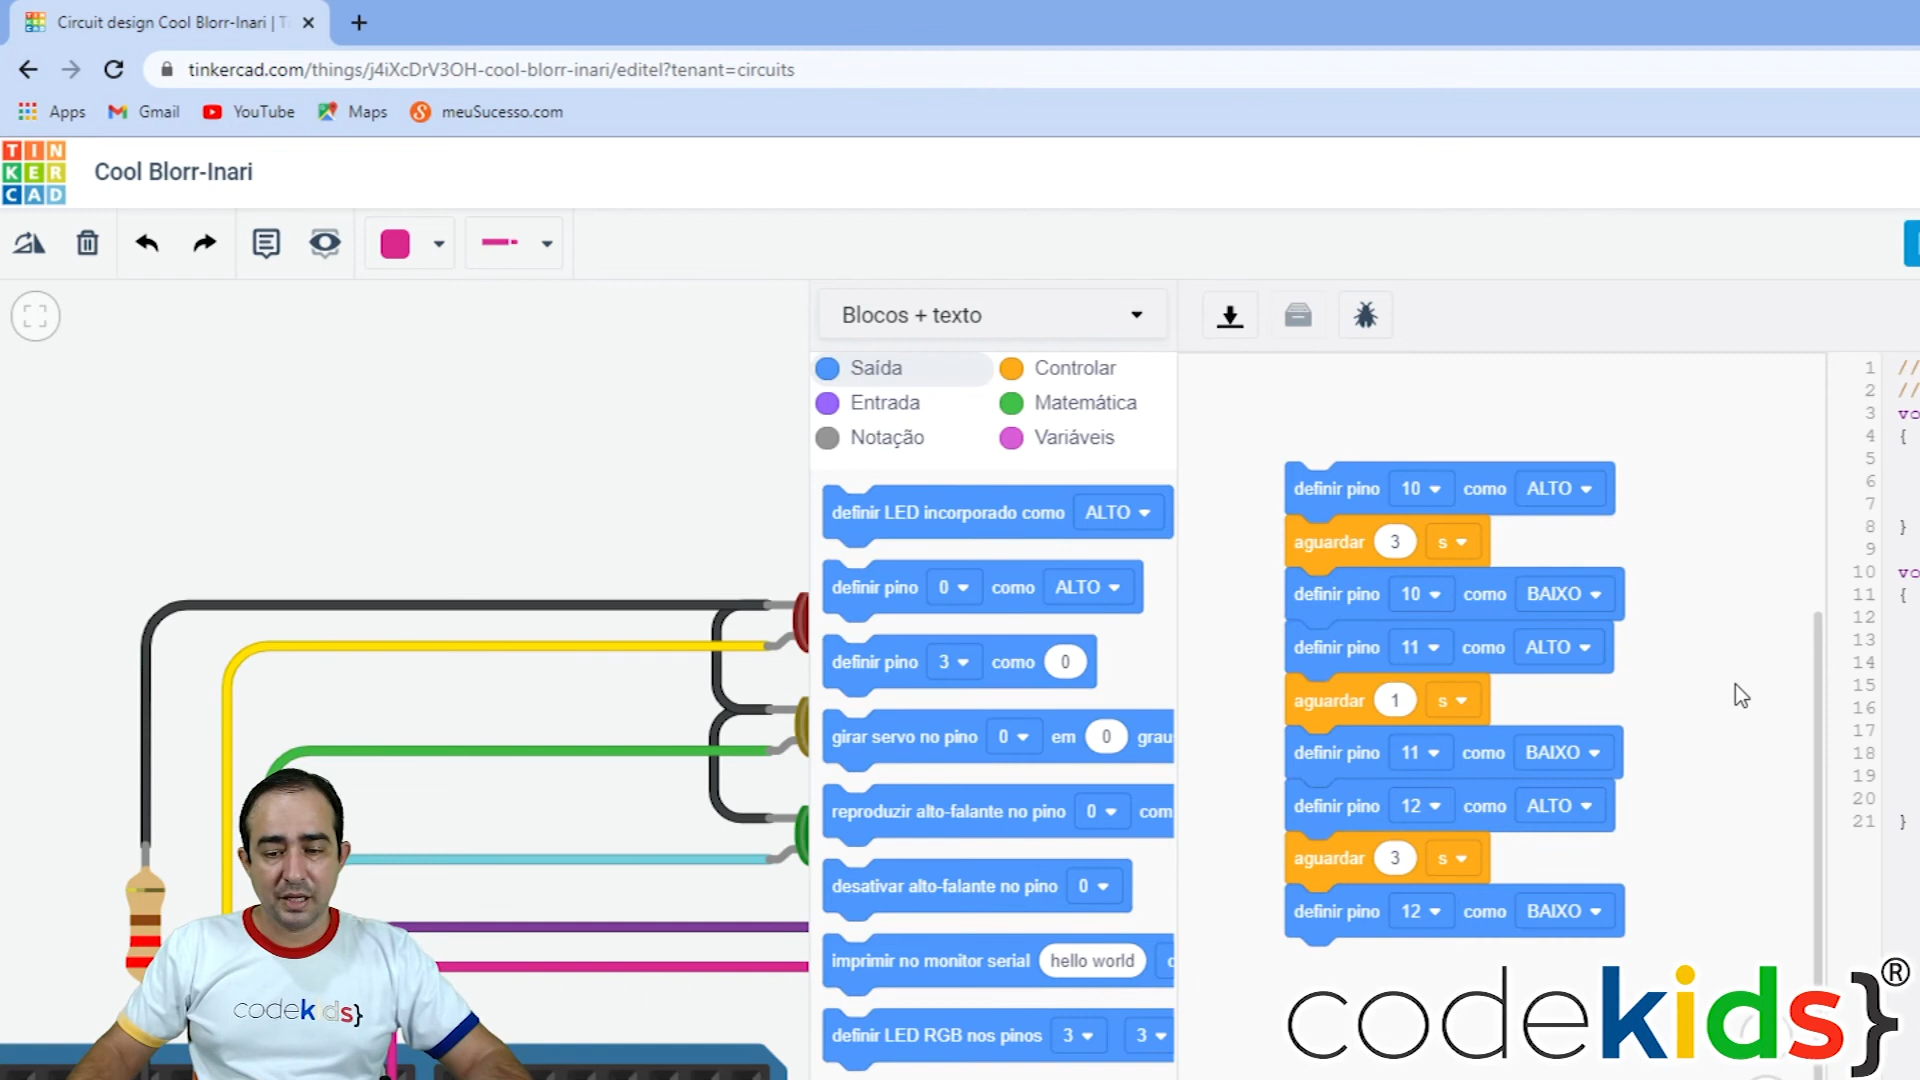 Circuit design Cool Blorr-Inari | Ti
tinkercad.com/things/j4iXcDrV3OH-cool-blorr-inari/editel?tenant=circuits
Apps
Gmail
YouTube
Maps
meuSucesso.com
TIN
KER
CAD
Cool Blorr-Inari
Blocos + texto
Saída
Controlar
Entrada
Matemática
Notação
Variáveis
definir LED incorporado como ALTO
definir pino 0 como ALTO
definir pino 3 como 0
girar servo no pino 0 em 0 grau
reproduzir alto-falante no pino 0 com
desativar alto-falante no pino 0
imprimir no monitor serial hello world
definir LED RGB nos pinos 3 3
definir pino 10 como ALTO
aguardar 3 s
definir pino 10 como BAIXO
definir pino 11 como ALTO
aguardar 1 s
definir pino 11 como BAIXO
definir pino 12 como ALTO
aguardar 3 s
definir pino 12 como BAIXO
1 //
2 //
3 vo
4 {
5
6
7
8 }
9
10 vo
11 {
12
13
14
15
16
17
18
19
20
21 }
codekids}
codekids}®